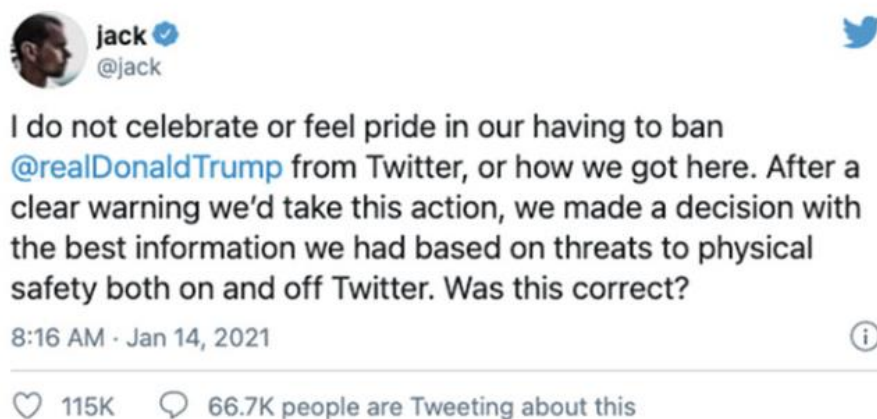 jack
@jack
I do not celebrate or feel pride in our having to ban
@realDonaldTrump from Twitter, or how we got here. After a
clear warning we’d take this action, we made a decision with
the best information we had based on threats to physical
safety both on and off Twitter. Was this correct?
8:16 AM · Jan 14, 2021
115K 66.7K people are Tweeting about this